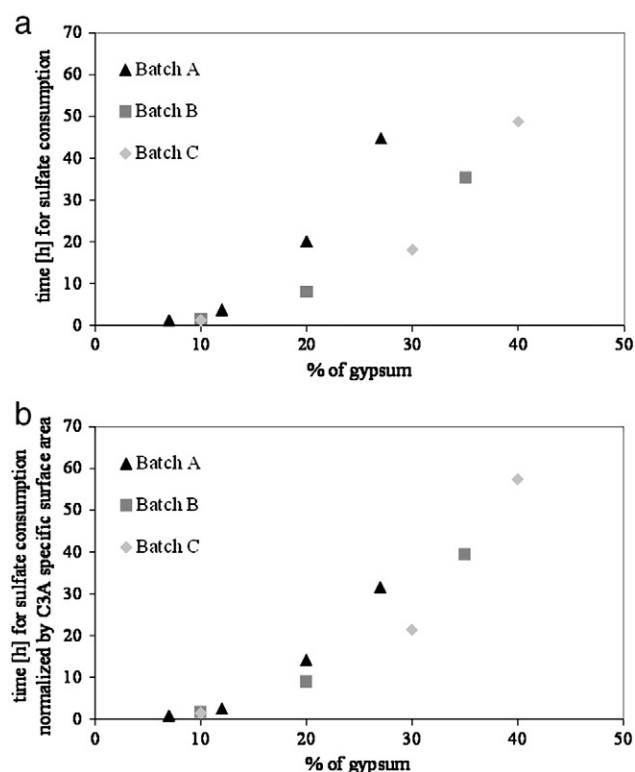 a
70
60
50
40
30
20
10
0
time [h] for sulfate consumption
Batch A
Batch B
Batch C
0 10 20 30 40 50
% of gypsum
b
70
60
50
40
30
20
10
0
time [h] for sulfate consumption
normalized by C3A specific surface area
Batch A
Batch B
Batch C
0 10 20 30 40 50
% of gypsum